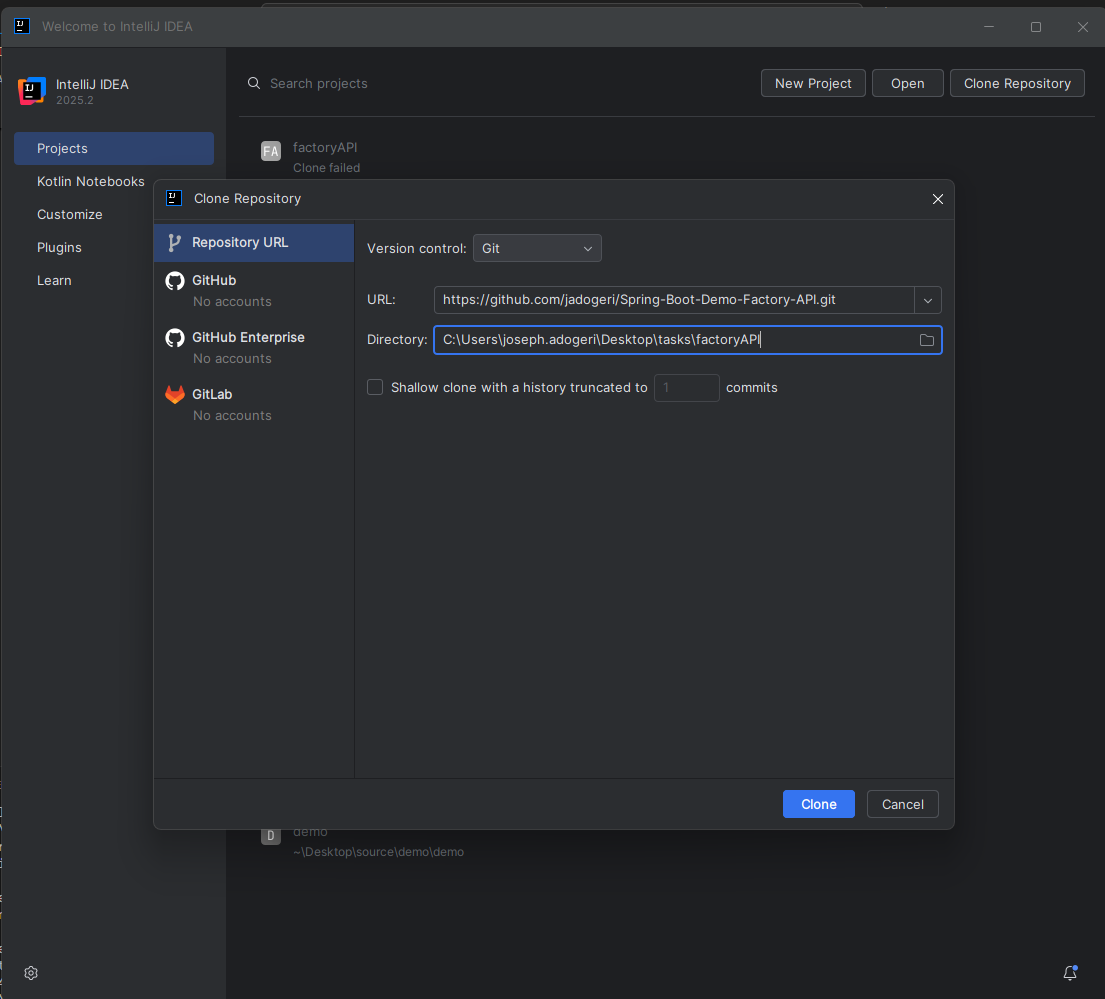 Welcome to IntelliJ IDEA
IntelliJ IDEA
2025.2
Search projects
New Project
Open
Clone Repository
Projects
Kotlin Notebooks
Customize
Plugins
Learn
FA
factoryAPI
Clone failed
Clone Repository
Repository URL
GitHub
No accounts
GitHub Enterprise
No accounts
GitLab
No accounts
Version control: Git
URL: https://github.com/jadogeri/Spring-Boot-Demo-Factory-API.git
Directory: C:\Users\joseph.adogeri\Desktop\tasks\factoryAPI
Shallow clone with a history truncated to 1 commits
Clone
Cancel
D
demo
~\Desktop\source\demo\demo